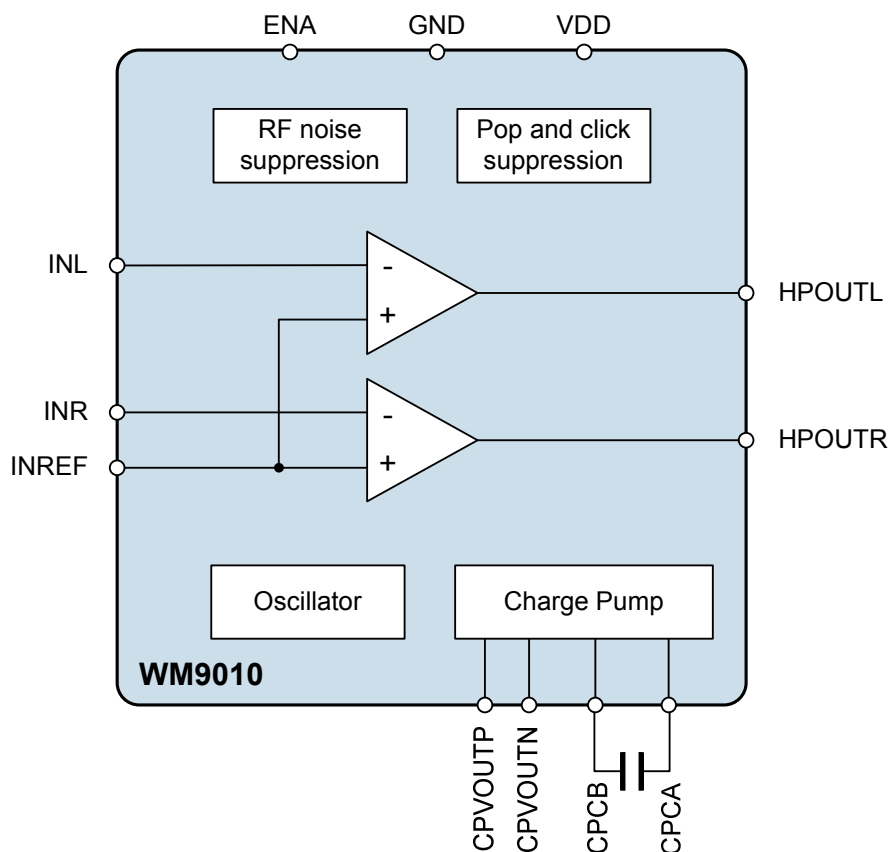 ENA
GND
VDD
RF noise
suppression
Pop and click
suppression
INL
-
+
HPOUTL
INR
-
INREF
+
HPOUTR
Oscillator
Charge Pump
WM9010
CPVOUTP
CPVOUTN
CPCB
CPCA